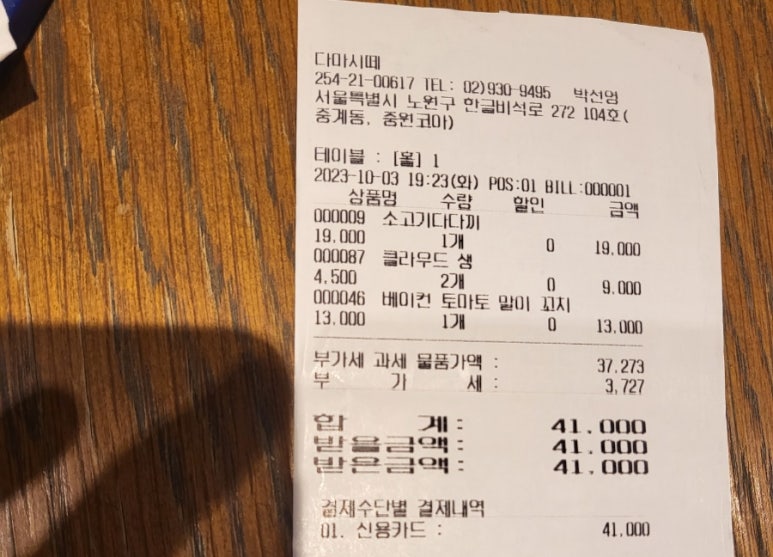 다마시떼
254-21-00617 TEL: 02)930-9495 박선영
서울특별시 노원구 한글비석로 272 104호(
중계동, 중원코아)
테이블 : [홀] 1
2023-10-03 19:23(화) POS:01 BILL:000001
상품명 수량 할인 금액
000009 소고기다다끼
19,000 1개 0 19,000
000087 클라우드 생
4,500 2개 0 9,000
000046 베이컨 토마토 말이 꼬치
13,000 1개 0 13,000
부가세 과세 물품가액 : 37,273
부 가 세 : 3,727
합 계 : 41,000
받을금액 : 41,000
받은금액 : 41,000
결제수단별 결제내역
01. 신용카드 : 41,000